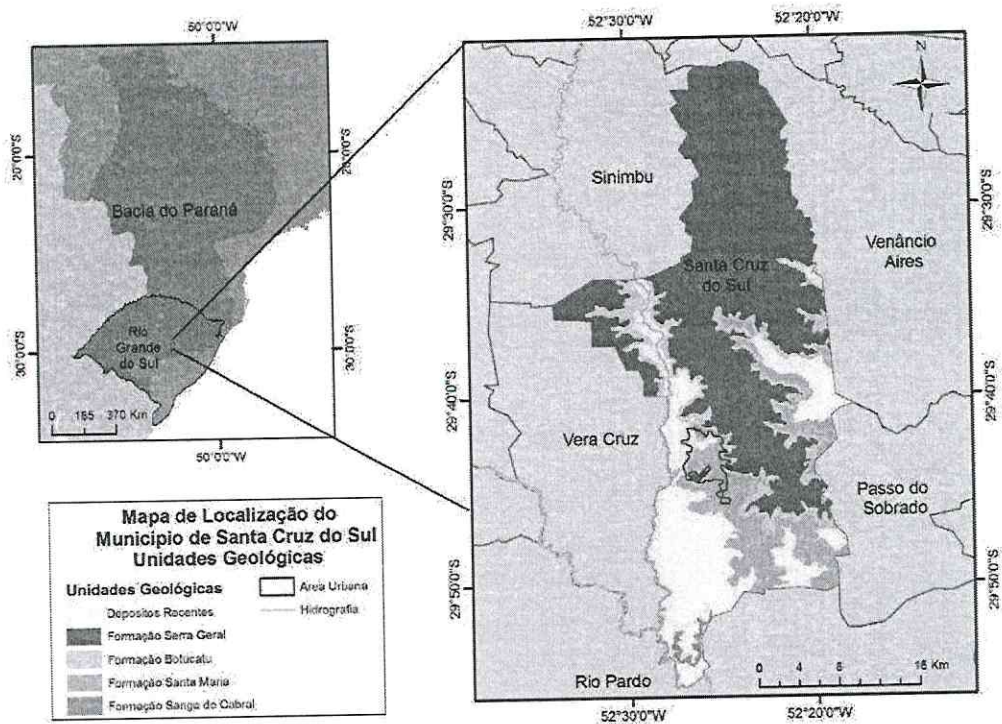 50°0'0"W
20°0'0"S
20°0'0"S
Bacia do Paraná
Rio
Grande
do Sul
30°0'0"S
30°0'0"S
0 185 370 Km
50°0'0"W
52°30'0"W
52°20'0"W
N
Sinimbu
29°30'0"S
29°30'0"S
Venâncio
Aires
Santa Cruz
do Sul
29°40'0"S
29°40'0"S
Vera Cruz
Passo do
Sobrado
29°50'0"S
29°50'0"S
0 4 8 16 Km
Rio Pardo
52°30'0"W
52°20'0"W
Mapa de Localização do
Municipio de Santa Cruz do Sul
Unidades Geológicas
Unidades Geológicas
Area Urbana
Depositos Recentes
Hidrografia
Formação Serra Geral
Formação Botucatu
Formação Santa Maria
Formação Sanga do Cabral